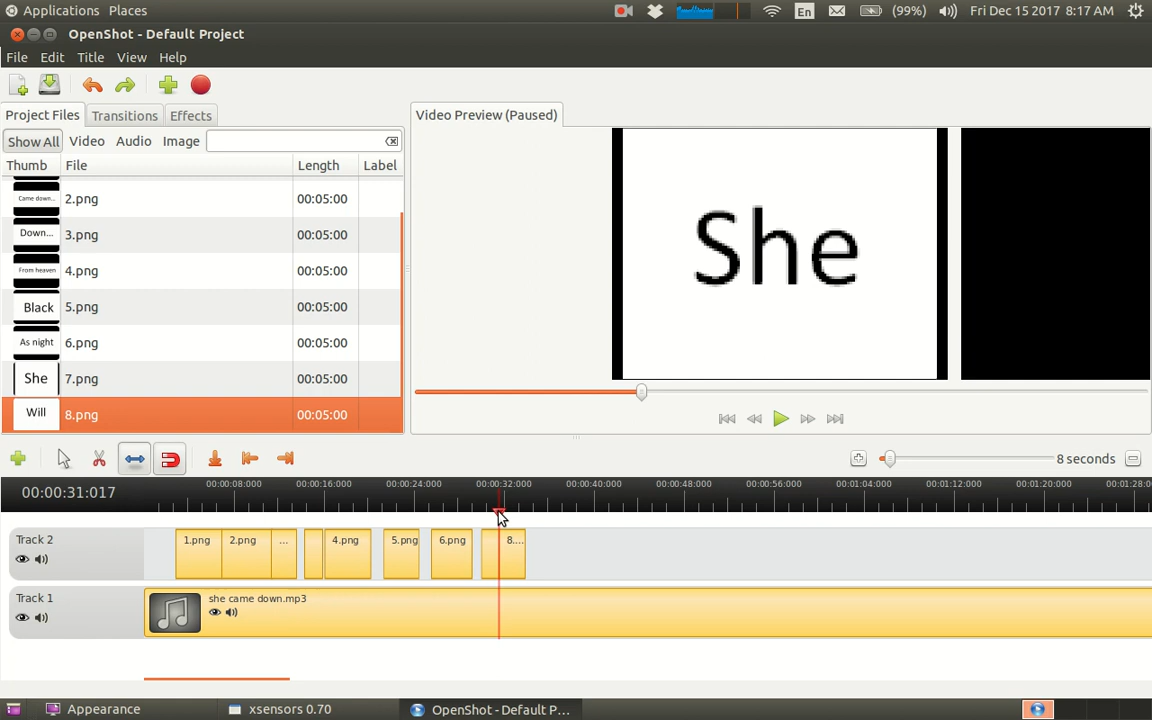 Applications Places En (99%) Fri Dec 15 2017 8:17 AM
OpenShot - Default Project
File Edit Title View Help
Project Files Transitions Effects
Video Preview (Paused)
Show All Video Audio Image
Thumb File Length Label
Came down... 2.png 00:05:00
Down... 3.png 00:05:00
From heaven 4.png 00:05:00
Black 5.png 00:05:00
As night 6.png 00:05:00
She 7.png 00:05:00
Will 8.png 00:05:00
She
8 seconds
00:00:31:017
00:00:08:000 00:00:16:000 00:00:24:000 00:00:32:000 00:00:40:000 00:00:48:000 00:00:56:000 00:01:04:000 00:01:12:000 00:01:20:000 00:01:28:0
Track 2
1.png 2.png ... 4.png 5.png 6.png 8....
Track 1
she came down.mp3
Appearance xsensors 0.70 OpenShot - Default P...